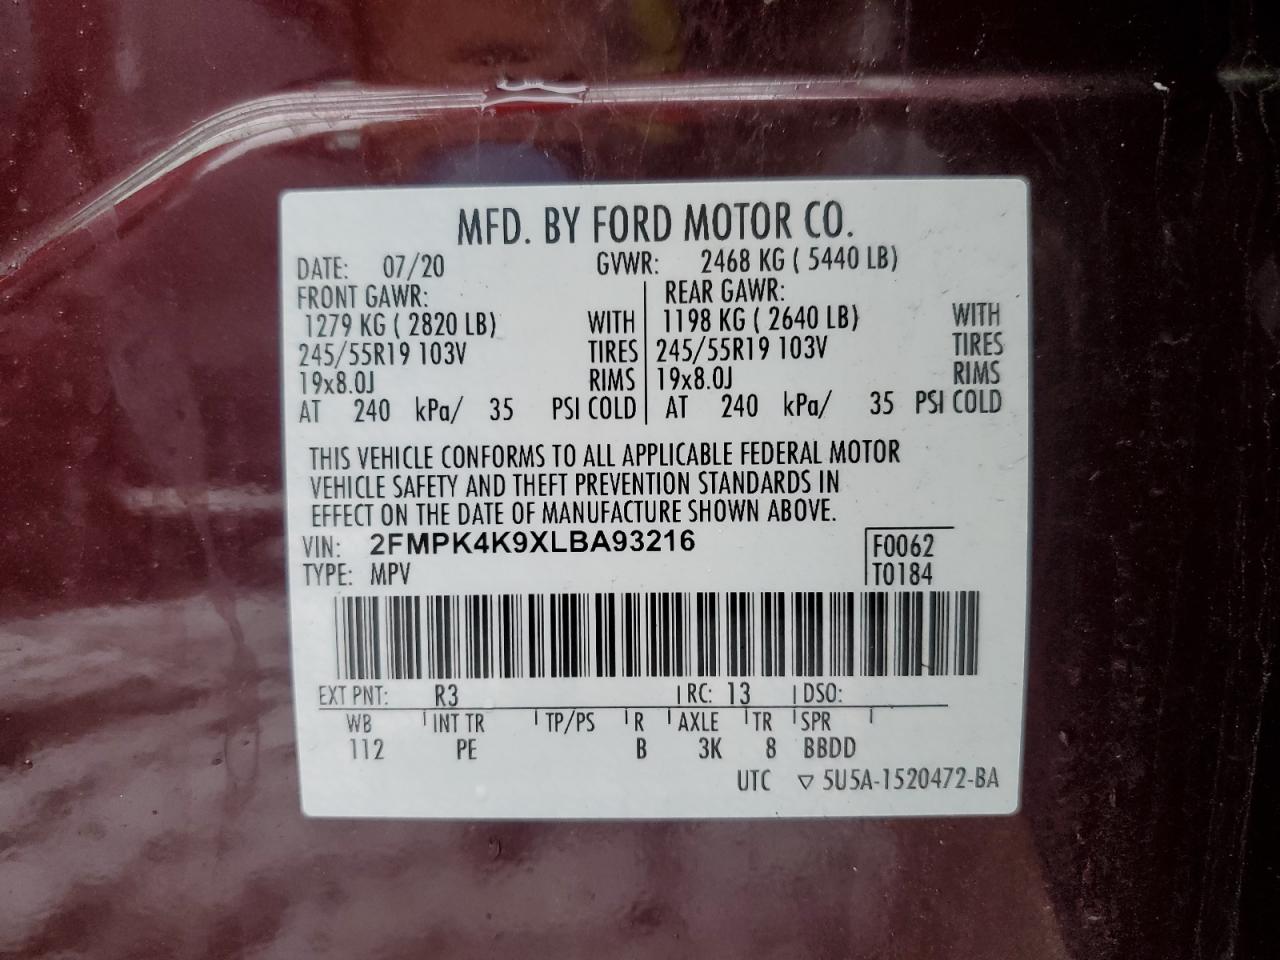 MFD. BY FORD MOTOR CO.
DATE: 07/20 GVWR: 2468 KG ( 5440 LB)
FRONT GAWR: REAR GAWR:
1279 KG ( 2820 LB) WITH 1198 KG ( 2640 LB) WITH
245/55R19 103V TIRES 245/55R19 103V TIRES
19x8.0J RIMS 19x8.0J RIMS
AT 240 kPa/ 35 PSI COLD AT 240 kPa/ 35 PSI COLD
THIS VEHICLE CONFORMS TO ALL APPLICABLE FEDERAL MOTOR
VEHICLE SAFETY AND THEFT PREVENTION STANDARDS IN
EFFECT ON THE DATE OF MANUFACTURE SHOWN ABOVE.
VIN: 2FMPK4K9XLBA93216 F0062
TYPE: MPV T0184
EXT PNT: R3 RC: 13 DSO:
WB INT TR TP/PS R AXLE TR SPR
112 PE B 3K 8 BBDD
UTC ▽ 5U5A-1520472-BA